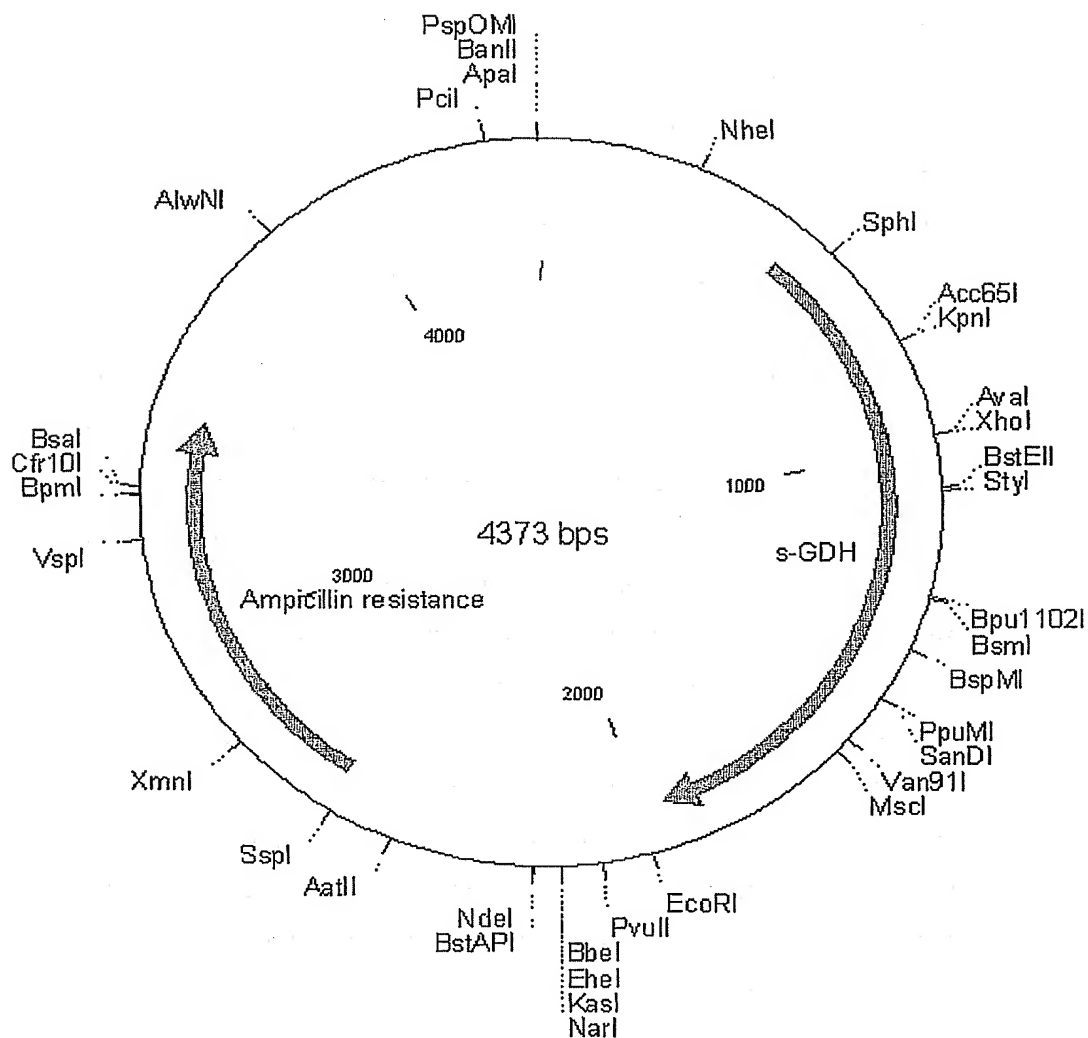 PspOMI
BanII
ApaI
PciI
NheI
AlwNI
SphI
Acc65I
KpnI
4000
AvaI
XhoI
BsaI
Cfr10I
BpmI
BstEII
StyI
1000
4373 bps
VspI
s-GDH
3000
Ampicillin resistance
Bpu1102I
BsmI
BspMI
2000
PpuMI
SanDI
Van91I
MscI
XmnI
SspI
AatII
EcoRI
NdeI
BstAPI
PvuII
BbeI
EheI
KasI
NarI